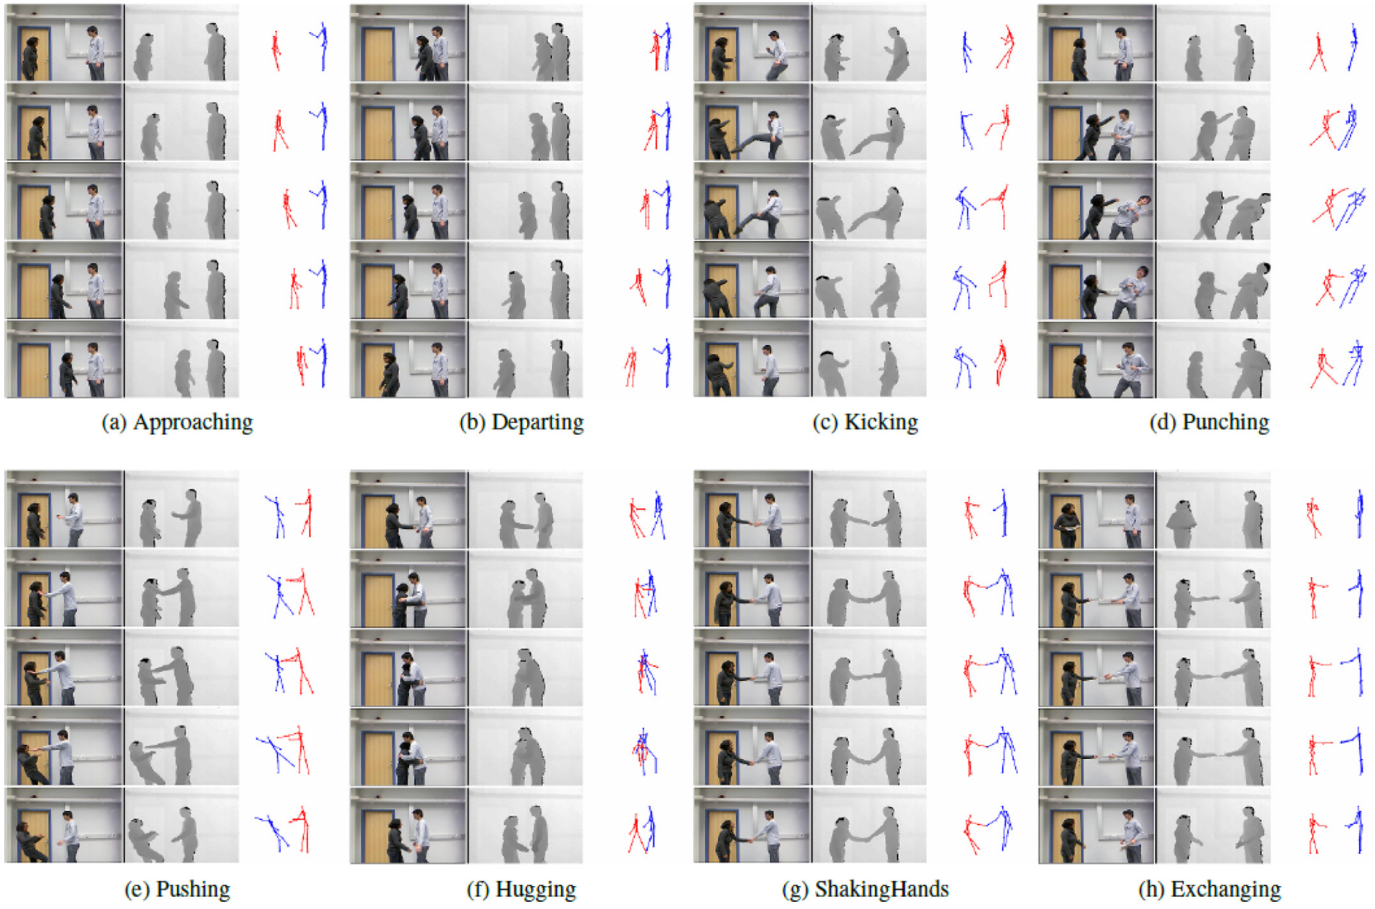 (a) Approaching
(b) Departing
(c) Kicking
(d) Punching
(e) Pushing
(f) Hugging
(g) ShakingHands
(h) Exchanging